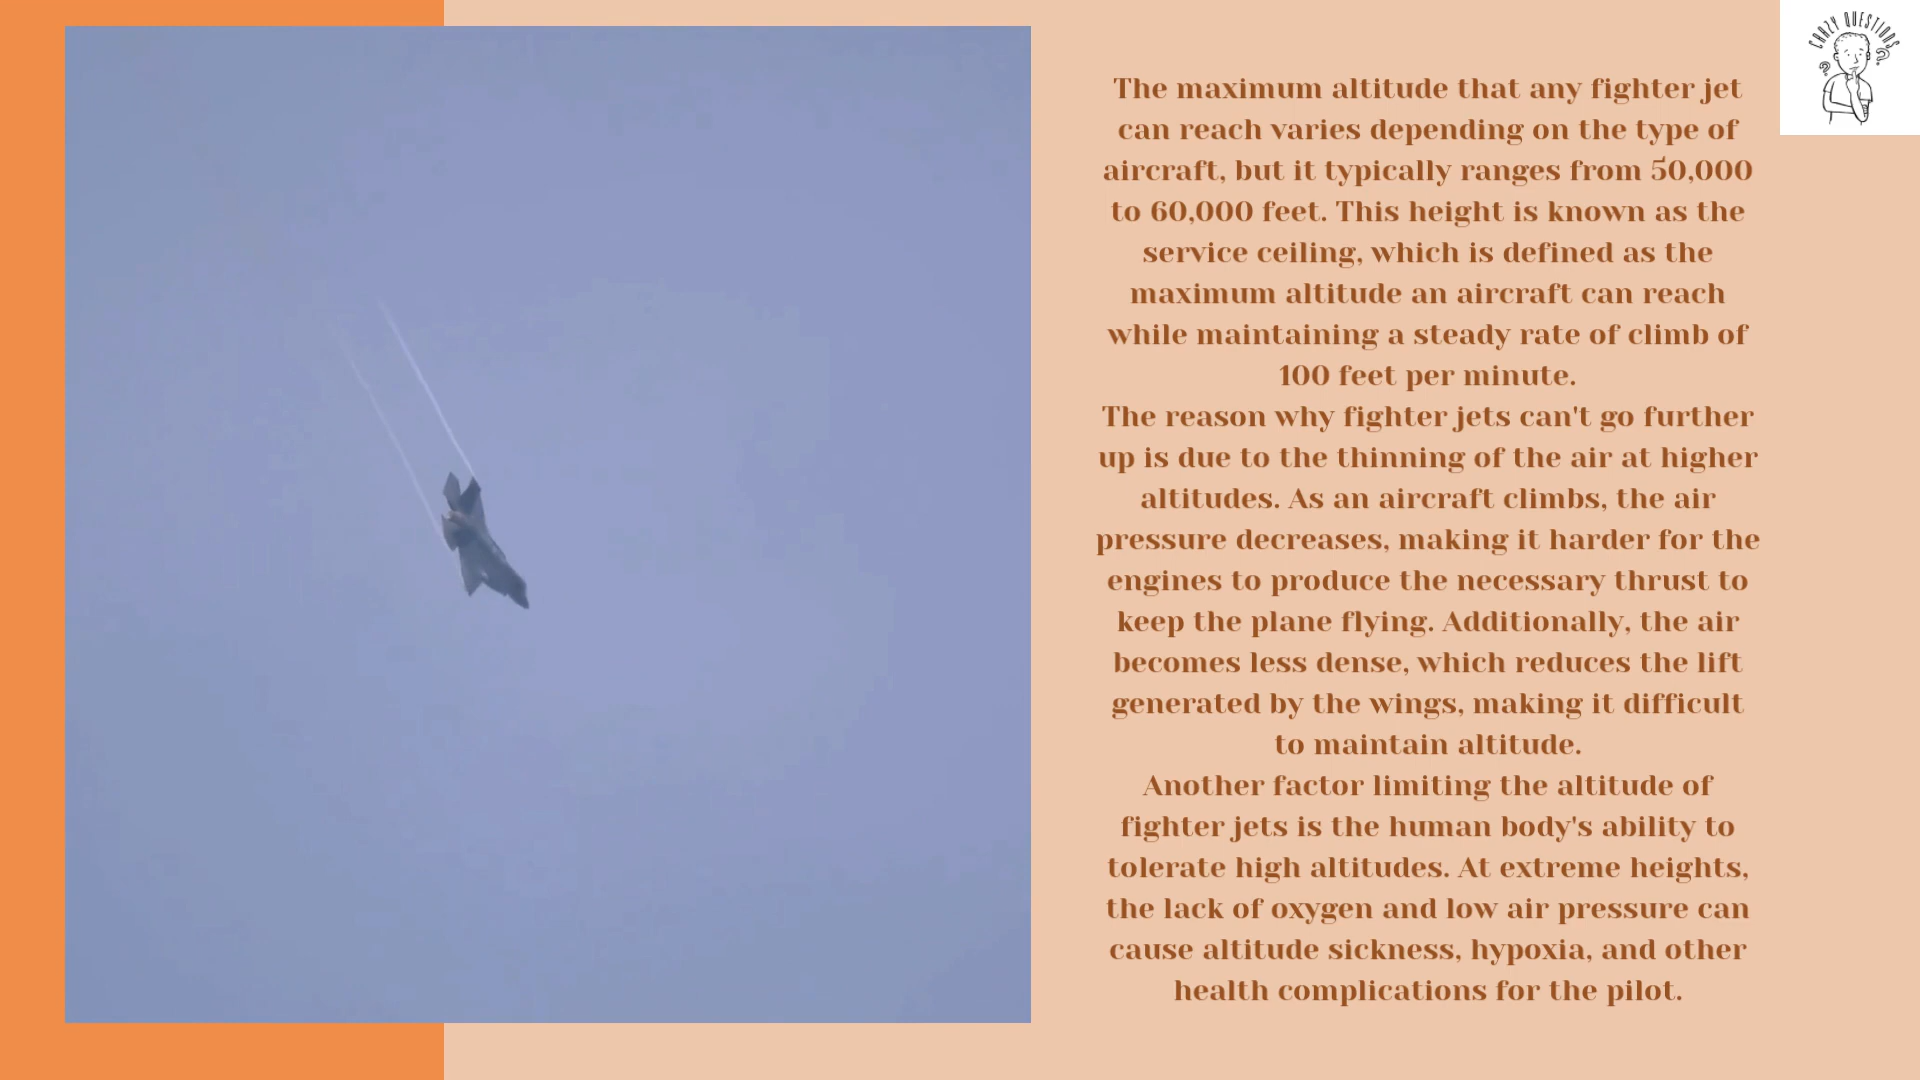 CRAZY QUESTIONS
? ?
The maximum altitude that any fighter jet
can reach varies depending on the type of
aircraft, but it typically ranges from 50,000
to 60,000 feet. This height is known as the
service ceiling, which is defined as the
maximum altitude an aircraft can reach
while maintaining a steady rate of climb of
100 feet per minute.
The reason why fighter jets can't go further
up is due to the thinning of the air at higher
altitudes. As an aircraft climbs, the air
pressure decreases, making it harder for the
engines to produce the necessary thrust to
keep the plane flying. Additionally, the air
becomes less dense, which reduces the lift
generated by the wings, making it difficult
to maintain altitude.
Another factor limiting the altitude of
fighter jets is the human body's ability to
tolerate high altitudes. At extreme heights,
the lack of oxygen and low air pressure can
cause altitude sickness, hypoxia, and other
health complications for the pilot.